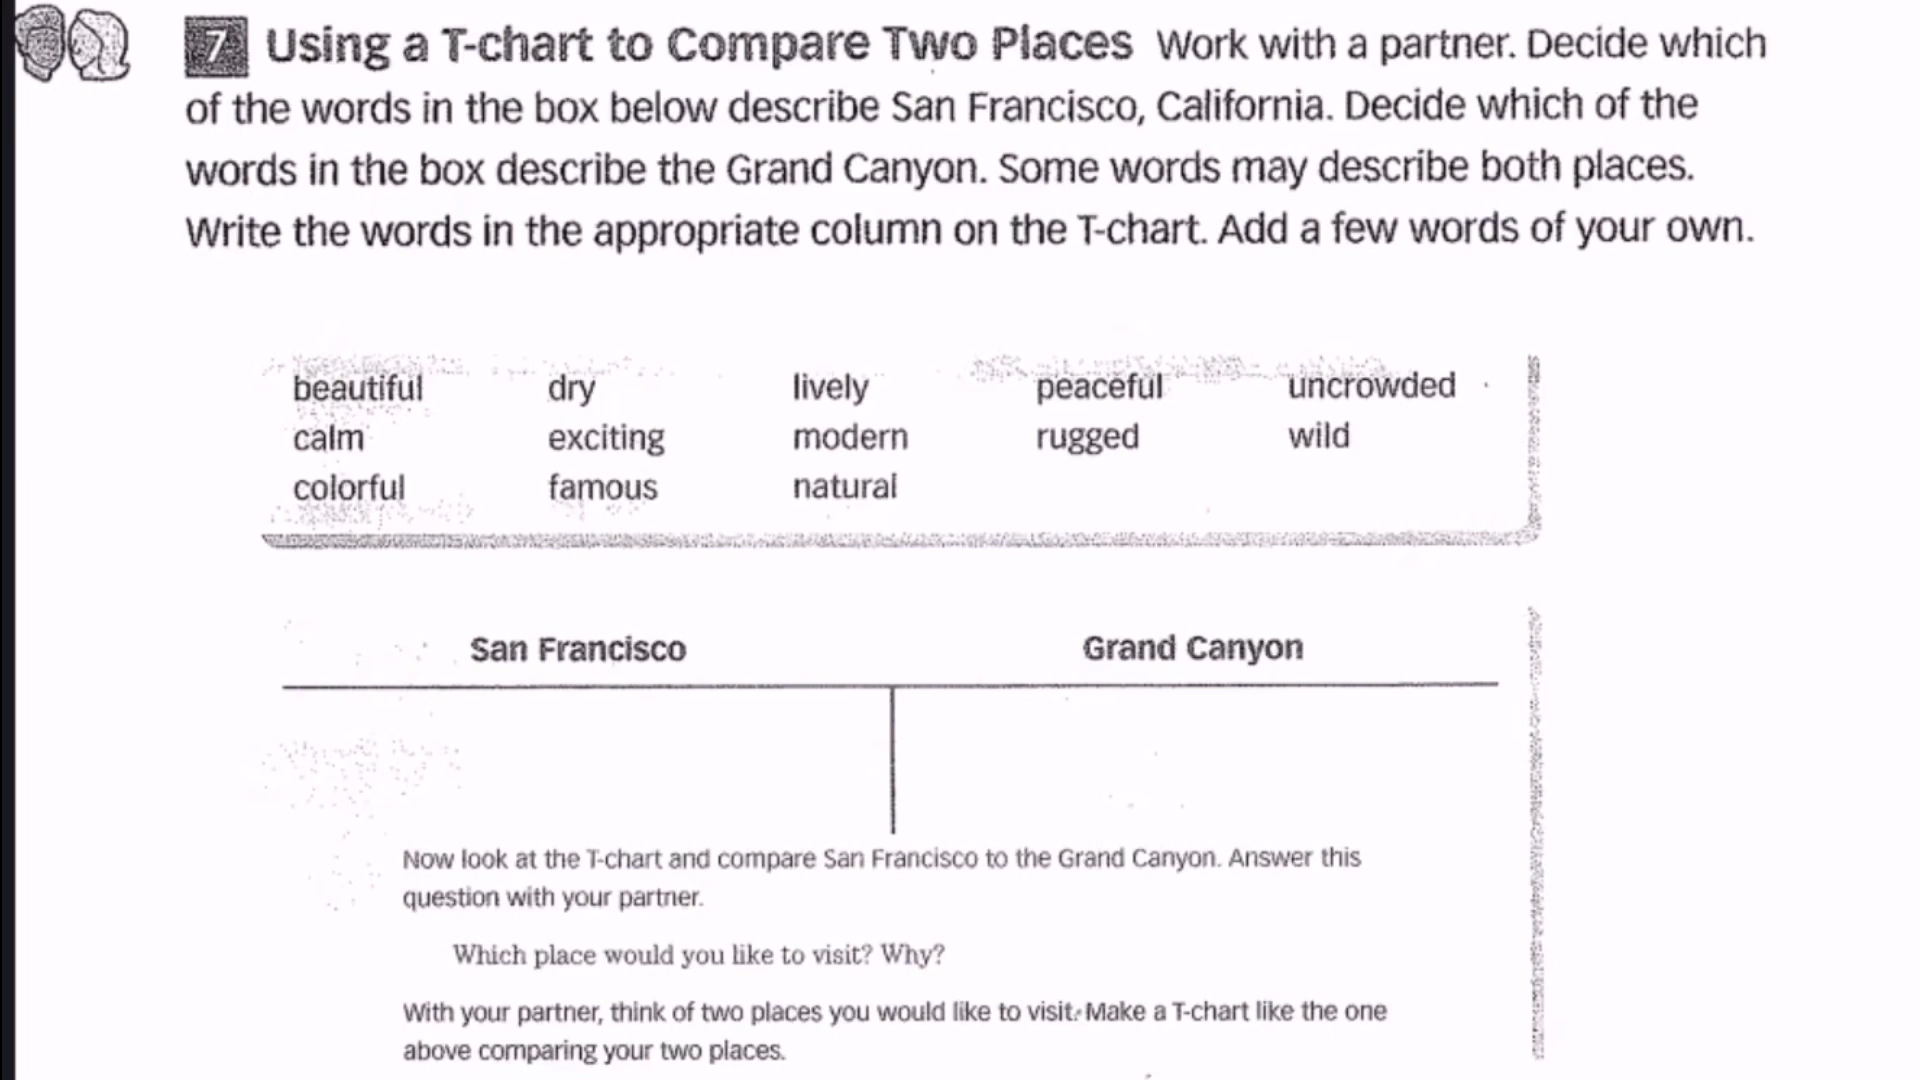 7 Using a T-chart to Compare Two Places Work with a partner. Decide which
of the words in the box below describe San Francisco, California. Decide which of the
words in the box describe the Grand Canyon. Some words may describe both places.
Write the words in the appropriate column on the T-chart. Add a few words of your own.
beautiful dry lively peaceful uncrowded
calm exciting modern rugged wild
colorful famous natural
San Francisco Grand Canyon
Now look at the T-chart and compare San Francisco to the Grand Canyon. Answer this
question with your partner.
Which place would you like to visit? Why?
With your partner, think of two places you would like to visit. Make a T-chart like the one
above comparing your two places.